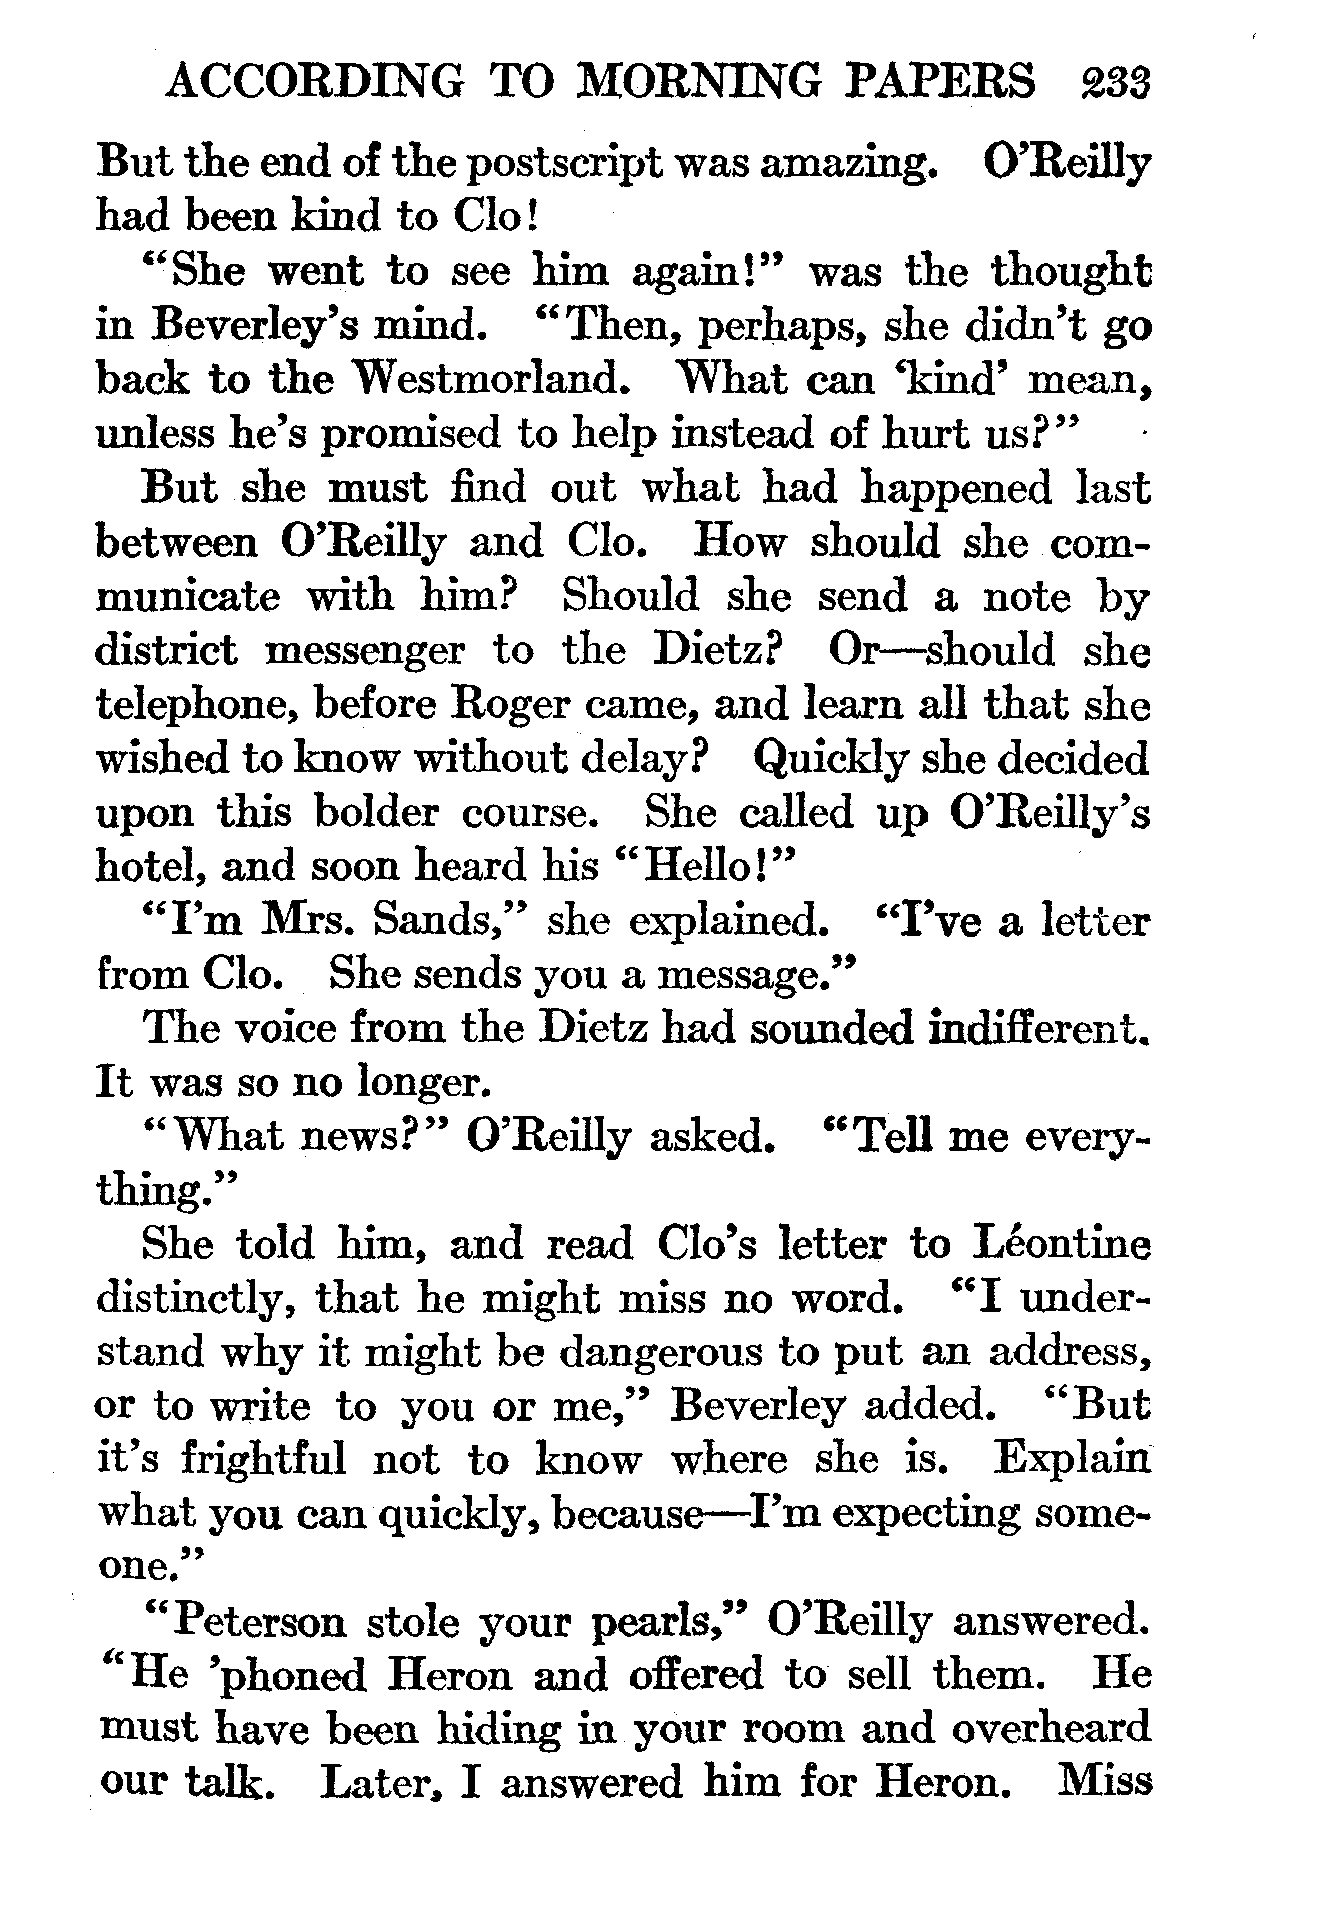 ACCORDING TO MORNING PAPERS 233
But the end of the postscript was amazing. O’Reilly
had been kind to Clo!
“She went to see him again!” was the thought
in Beverley’s mind. “Then, perhaps, she didn’t go
back to the Westmorland. What can ‘kind’ mean,
unless he’s promised to help instead of hurt us?”
But she must find out what had happened last
between O’Reilly and Clo. How should she com-
municate with him? Should she send a note by
district messenger to the Dietz? Or—should she
telephone, before Roger came, and learn all that she
wished to know without delay? Quickly she decided
upon this bolder course. She called up O’Reilly’s
hotel, and soon heard his “Hello!”
“I’m Mrs. Sands,” she explained. “I’ve a letter
from Clo. She sends you a message.”
The voice from the Dietz had sounded indifferent.
It was so no longer.
“What news?” O’Reilly asked. “Tell me every-
thing.”
She told him, and read Clo’s letter to Léontine
distinctly, that he might miss no word. “I under-
stand why it might be dangerous to put an address,
or to write to you or me,” Beverley added. “But
it’s frightful not to know where she is. Explain
what you can quickly, because—I’m expecting some-
one.”
“Peterson stole your pearls,” O’Reilly answered.
“He ’phoned Heron and offered to sell them. He
must have been hiding in your room and overheard
our talk. Later, I answered him for Heron. Miss